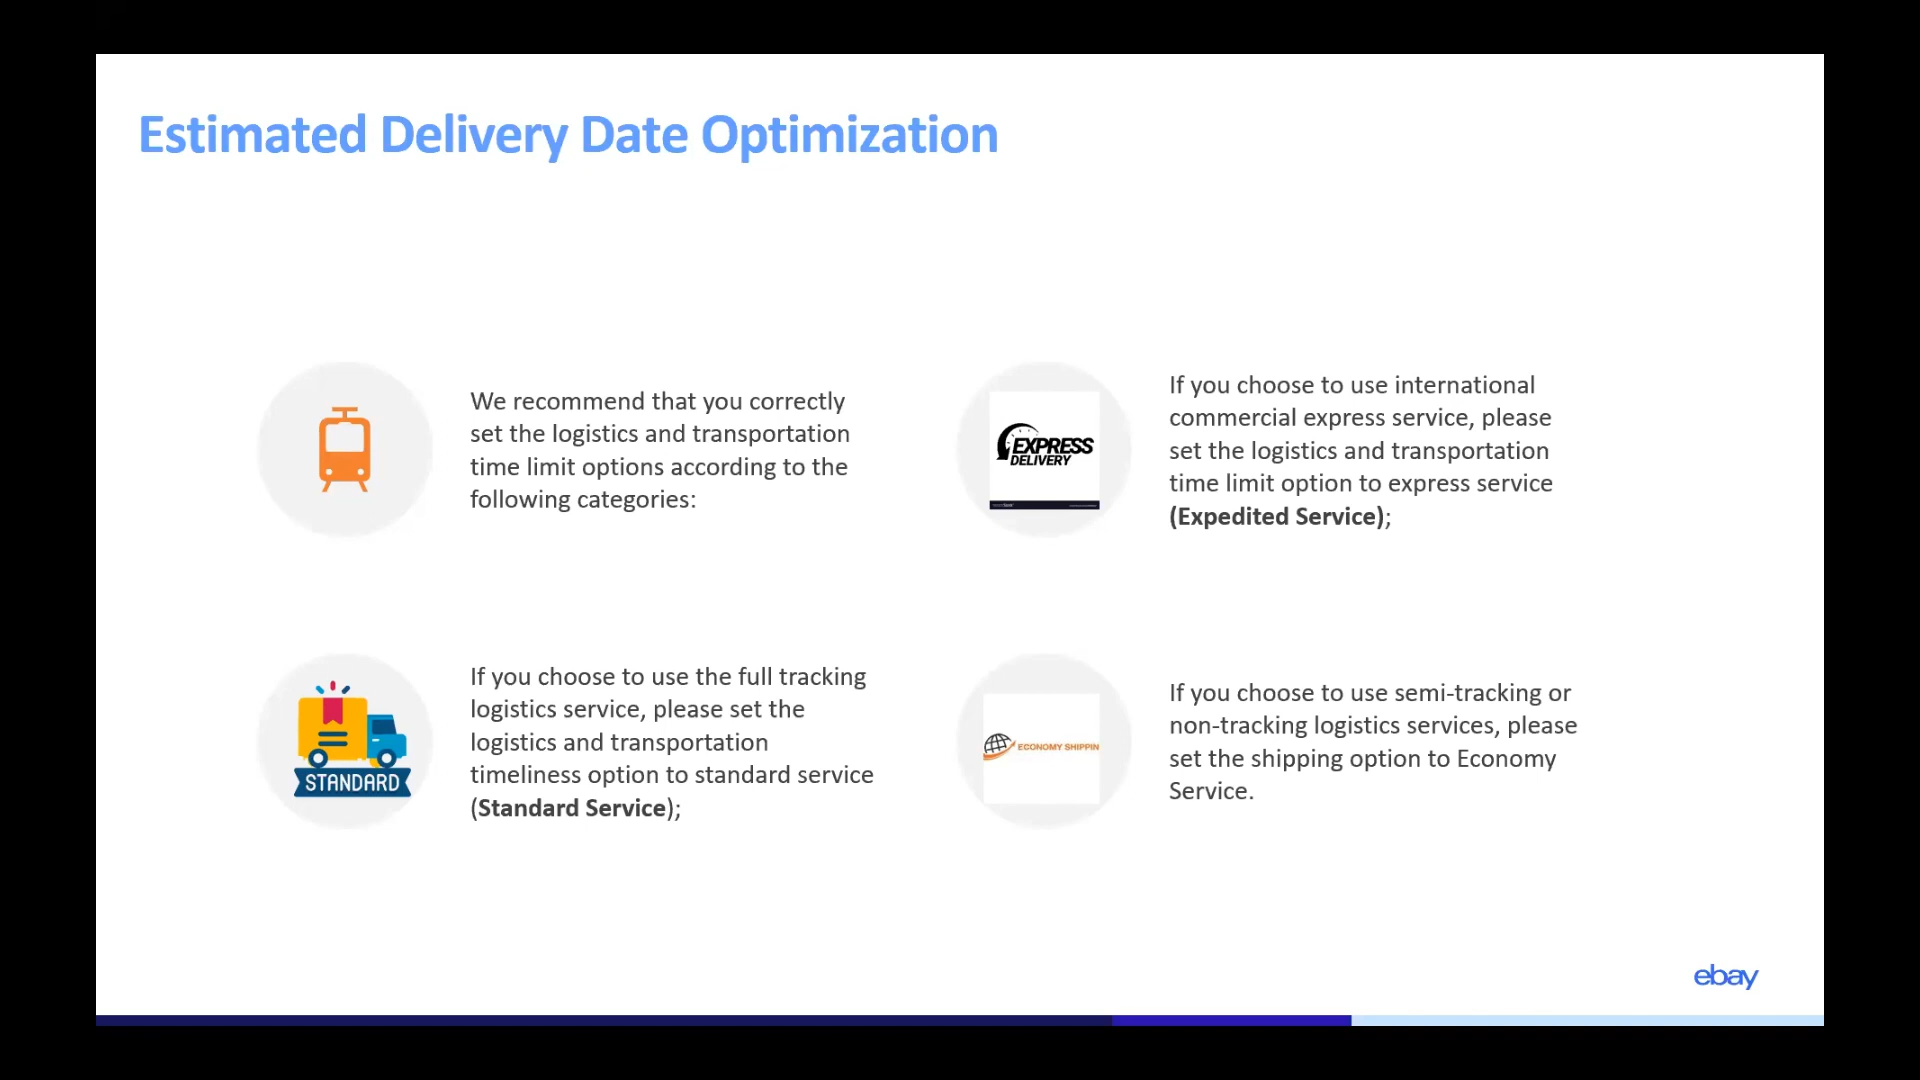 Estimated Delivery Date Optimization
We recommend that you correctly
set the logistics and transportation
time limit options according to the
following categories:
EXPRESS
DELIVERY
If you choose to use international
commercial express service, please
set the logistics and transportation
time limit option to express service
(Expedited Service);
STANDARD
If you choose to use the full tracking
logistics service, please set the
logistics and transportation
timeliness option to standard service
(Standard Service);
ECONOMY SHIPPIN
If you choose to use semi-tracking or
non-tracking logistics services, please
set the shipping option to Economy
Service.
ebay